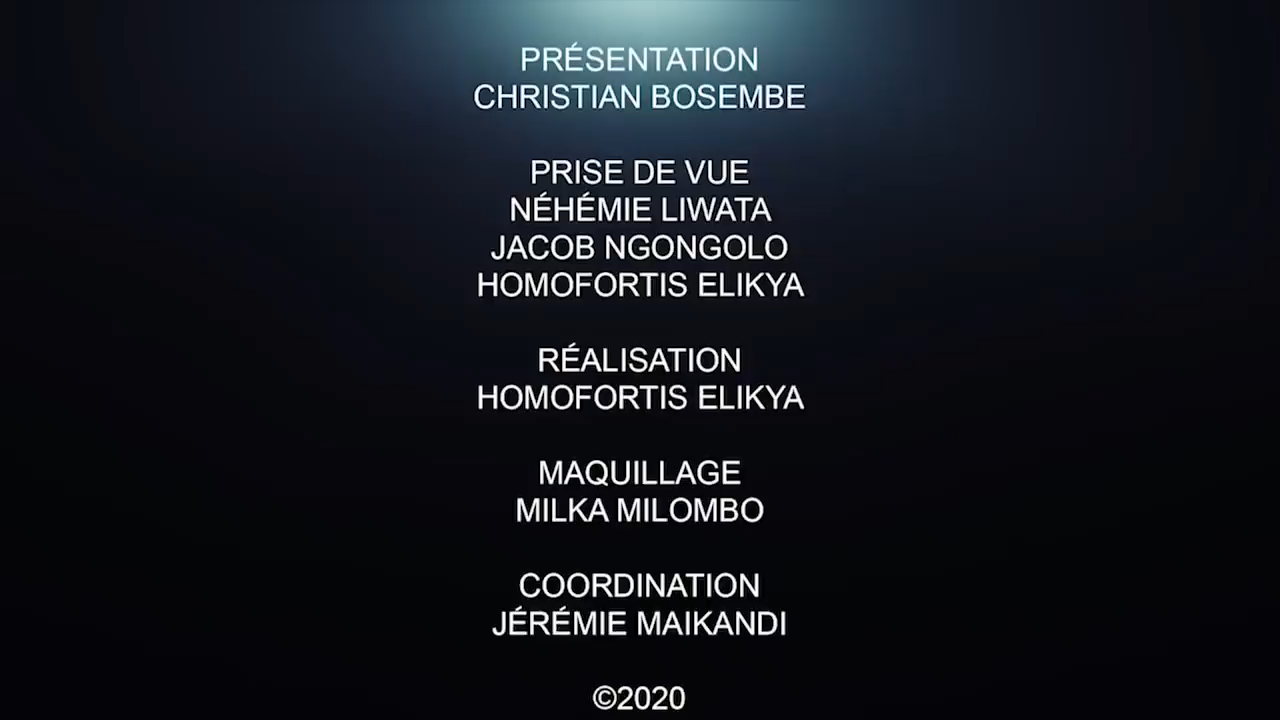 PRÉSENTATION
CHRISTIAN BOSEMBE
PRISE DE VUE
NÉHÉMIE LIWATA
JACOB NGONGOLO
HOMOFORTIS ELIKYA
RÉALISATION
HOMOFORTIS ELIKYA
MAQUILLAGE
MILKA MILOMBO
COORDINATION
JÉRÉMIE MAIKANDI
©2020